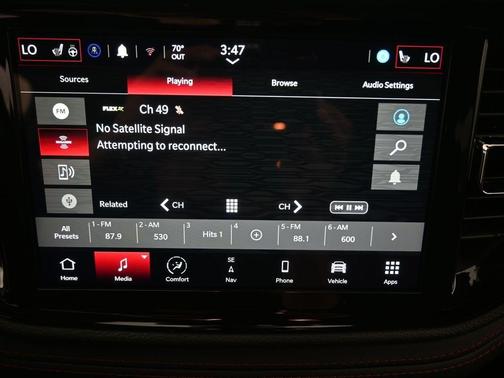 LO
70°
OUT
3:47
LO
Sources
Playing
Browse
Audio Settings
FM
FLEX
Ch 49
No Satellite Signal
Attempting to reconnect...
Related
CH
CH
All
Presets
1 - FM
87.9
2 - AM
530
3
Hits 1
4
5 - FM
88.1
6 - AM
600
Home
Media
Comfort
SE
Nav
Phone
Vehicle
Apps